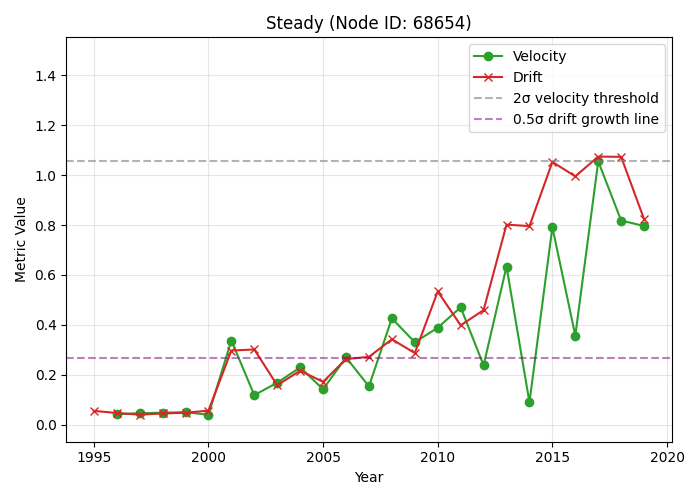 Steady (Node ID: 68654)
Velocity
Drift
2σ velocity threshold
0.5σ drift growth line
Metric Value
1.4
1.2
1.0
0.8
0.6
0.4
0.2
0.0
1995
2000
2005
2010
2015
2020
Year